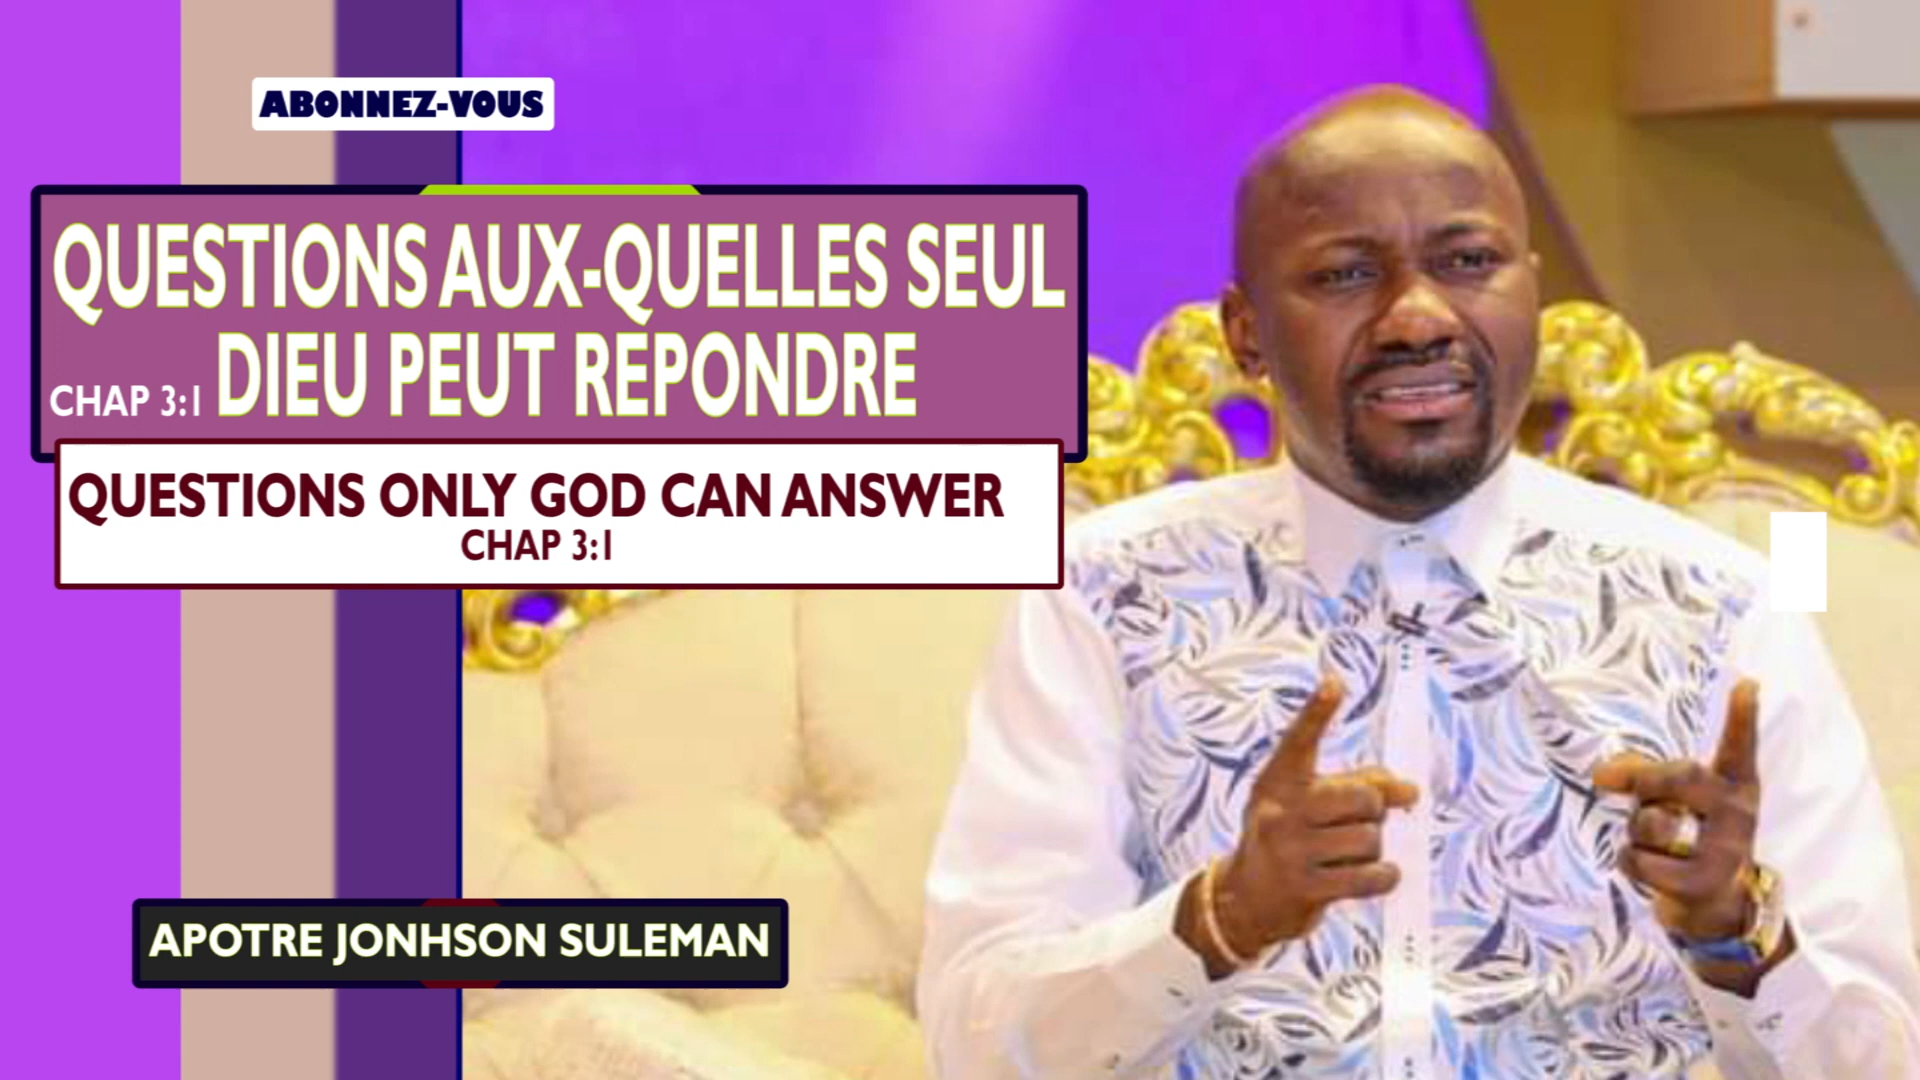 ABONNEZ-VOUS
QUESTIONS AUX-QUELLES SEUL
CHAP 3:1 DIEU PEUT REPONDRE
QUESTIONS ONLY GOD CAN ANSWER
CHAP 3:1
APOTRE JONHSON SULEMAN